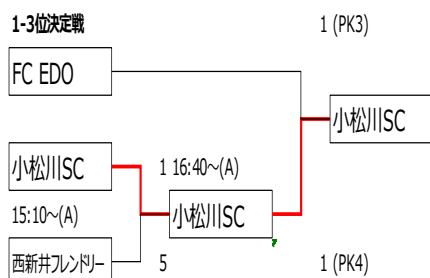 1-3位決定戦 1 (PK3)
FC EDO
小松川SC
小松川SC 1 16:40～(A)
15:10～(A) 小松川SC
西新井フレンドリー 5 1 (PK4)